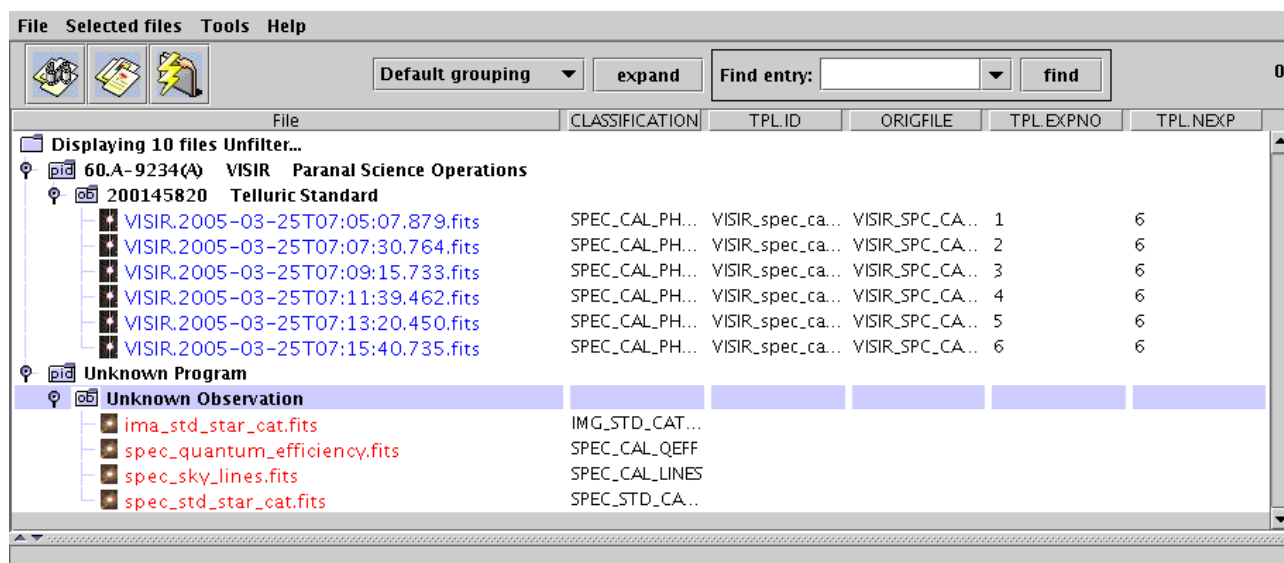 File Selected files Tools Help
Default grouping expand Find entry: find 0
File CLASSIFICATION TPL.ID ORIGFILE TPL.EXPNO TPL.NEXP
Displaying 10 files Unfilter...
pid 60.A-9234(A) VISIR Paranal Science Operations
ob 200145820 Telluric Standard
VISIR.2005-03-25T07:05:07.879.fits SPEC_CAL_PH... VISIR_spec_ca... VISIR_SPC_CA... 1 6
VISIR.2005-03-25T07:07:30.764.fits SPEC_CAL_PH... VISIR_spec_ca... VISIR_SPC_CA... 2 6
VISIR.2005-03-25T07:09:15.733.fits SPEC_CAL_PH... VISIR_spec_ca... VISIR_SPC_CA... 3 6
VISIR.2005-03-25T07:11:39.462.fits SPEC_CAL_PH... VISIR_spec_ca... VISIR_SPC_CA... 4 6
VISIR.2005-03-25T07:13:20.450.fits SPEC_CAL_PH... VISIR_spec_ca... VISIR_SPC_CA... 5 6
VISIR.2005-03-25T07:15:40.735.fits SPEC_CAL_PH... VISIR_spec_ca... VISIR_SPC_CA... 6 6
pid Unknown Program
ob Unknown Observation
ima_std_star_cat.fits IMG_STD_CAT...
spec_quantum_efficiency.fits SPEC_CAL_QEFF
spec_sky_lines.fits SPEC_CAL_LINES
spec_std_star_cat.fits SPEC_STD_CA...